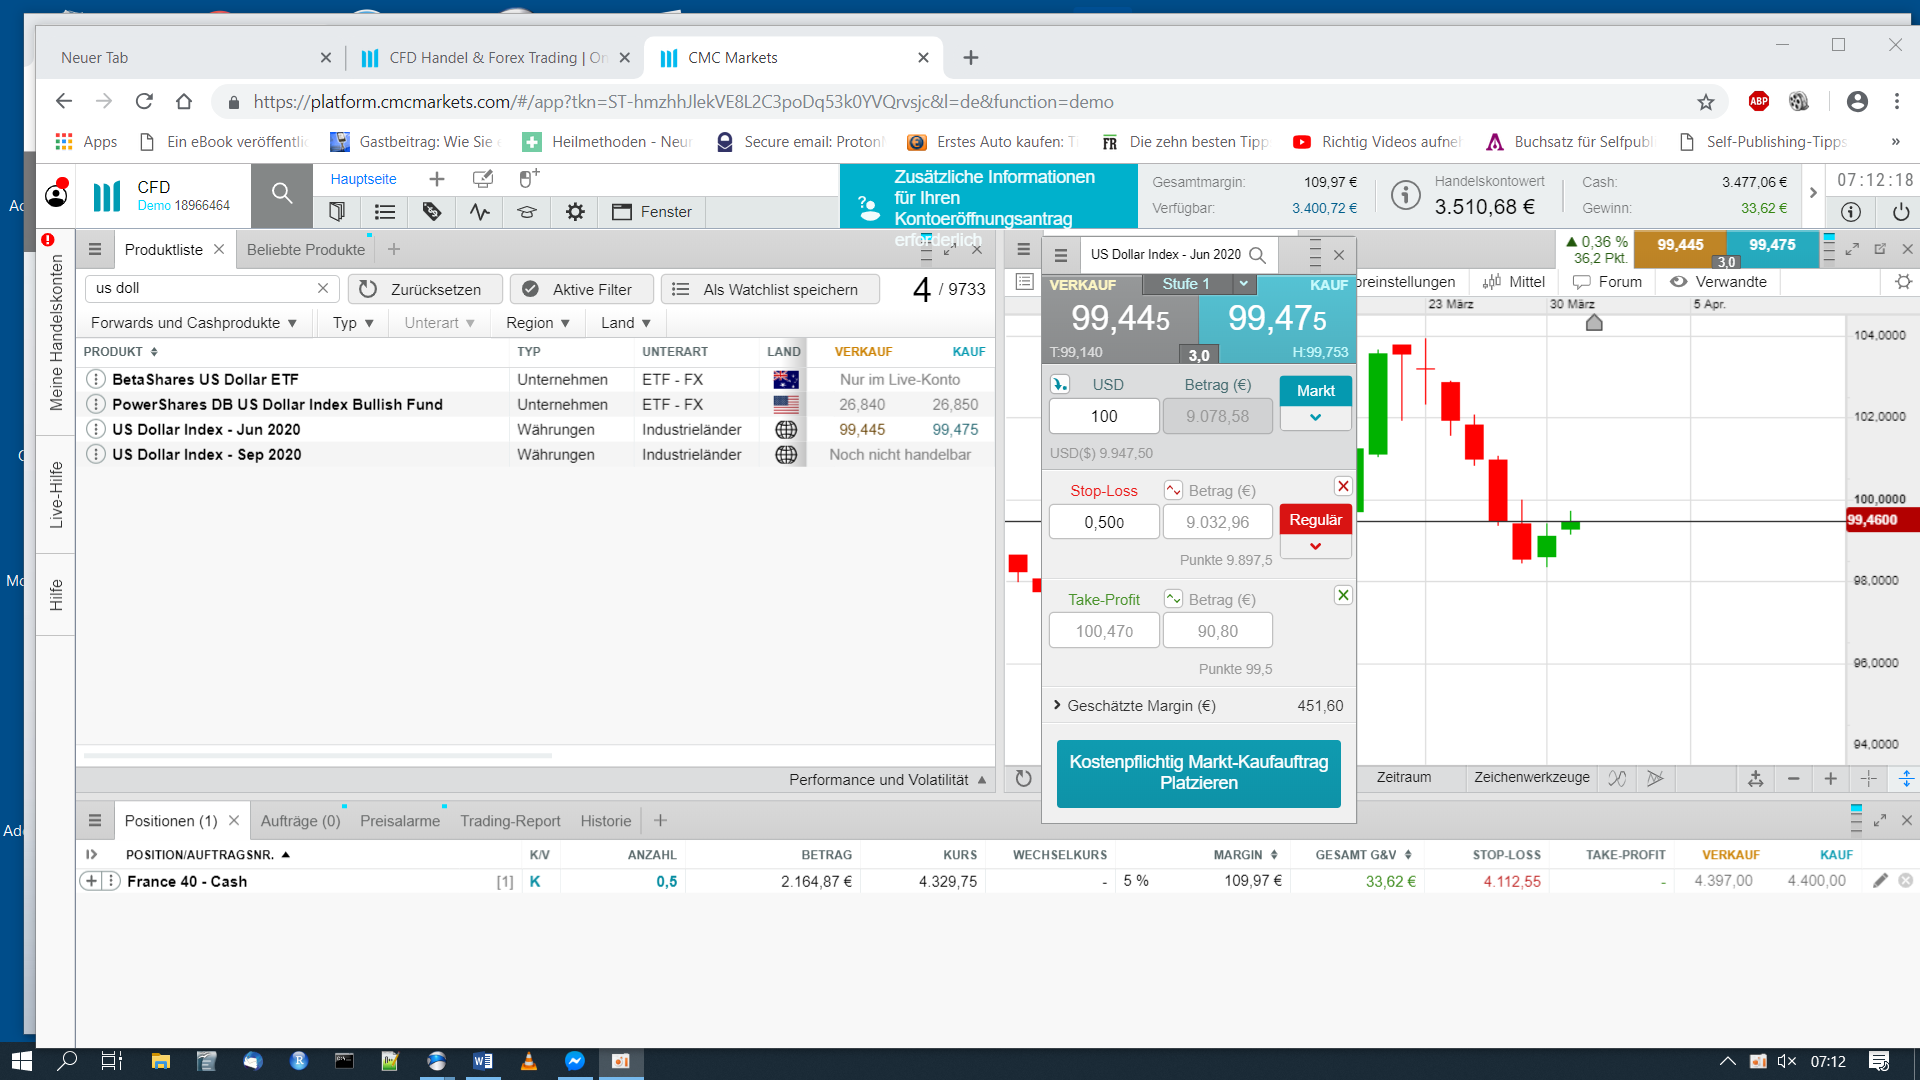 Neuer Tab
CFD Handel & Forex Trading | On
CMC Markets
https://platform.cmcmarkets.com/#/app?tkn=ST-hmzhhJlekVE8L2C3poDq53k0YVQrvsjc&l=de&function=demo
ABP
Apps
Ein eBook veröffentlic
Gastbeitrag: Wie Sie
Heilmethoden - Neur
Secure email: Proton
Erstes Auto kaufen: T
FR Die zehn besten Tipp
Richtig Videos aufneh
Buchsatz für Selfpubl
Self-Publishing-Tipps
»
CFD
Demo 18966464
Hauptseite
Fenster
Zusätzliche Informationen
für Ihren
Kontoeröffnungsantrag
erforderlich
Gesamtmargin: 109,97 €
Verfügbar: 3.400,72 €
Handelskontowert
3.510,68 €
Cash: 3.477,06 €
Gewinn: 33,62 €
07:12:18
Meine Handelskonten
Live-Hilfe
Hilfe
Produktliste
Beliebte Produkte
us doll
Zurücksetzen
Aktive Filter
Als Watchlist speichern
4 / 9733
Forwards und Cashprodukte ▼
Typ ▼
Unterart ▼
Region ▼
Land ▼
PRODUKT TYP UNTERART LAND VERKAUF KAUF
BetaShares US Dollar ETF Unternehmen ETF - FX Nur im Live-Konto
PowerShares DB US Dollar Index Bullish Fund Unternehmen ETF - FX 26,840 26,850
US Dollar Index - Jun 2020 Währungen Industrieländer 99,445 99,475
US Dollar Index - Sep 2020 Währungen Industrieländer Noch nicht handelbar
Performance und Volatilität ▲
US Dollar Index - Jun 2020
VERKAUF
Stufe 1
KAUF
99,445
99,475
T:99,140
3,0
H:99,753
USD
Betrag (€)
Markt
100
9.078,58
USD($) 9.947,50
Stop-Loss
Betrag (€)
0,500
9.032,96
Regulär
Punkte 9.897,5
Take-Profit
Betrag (€)
100,470
90,80
Punkte 99,5
Geschätzte Margin (€) 451,60
Kostenpflichtig Markt-Kaufauftrag
Platzieren
▲ 0,36 %
36,2 Pkt.
99,445
99,475
3,0
oreinstellungen
Mittel
Forum
Verwandte
23 März
30 März
5 Apr.
104,0000
102,0000
100,0000
99,4600
98,0000
96,0000
94,0000
Zeitraum
Zeichenwerkzeuge
Positionen (1)
Aufträge (0)
Preisalarme
Trading-Report
Historie
POSITION/AUFTRAGSNR. ▲ K/V ANZAHL BETRAG KURS WECHSELKURS MARGIN GESAMT G&V STOP-LOSS TAKE-PROFIT VERKAUF KAUF
France 40 - Cash [1] K 0,5 2.164,87 € 4.329,75 - 5 % 109,97 € 33,62 € 4.112,55 - 4.397,00 4.400,00
07:12